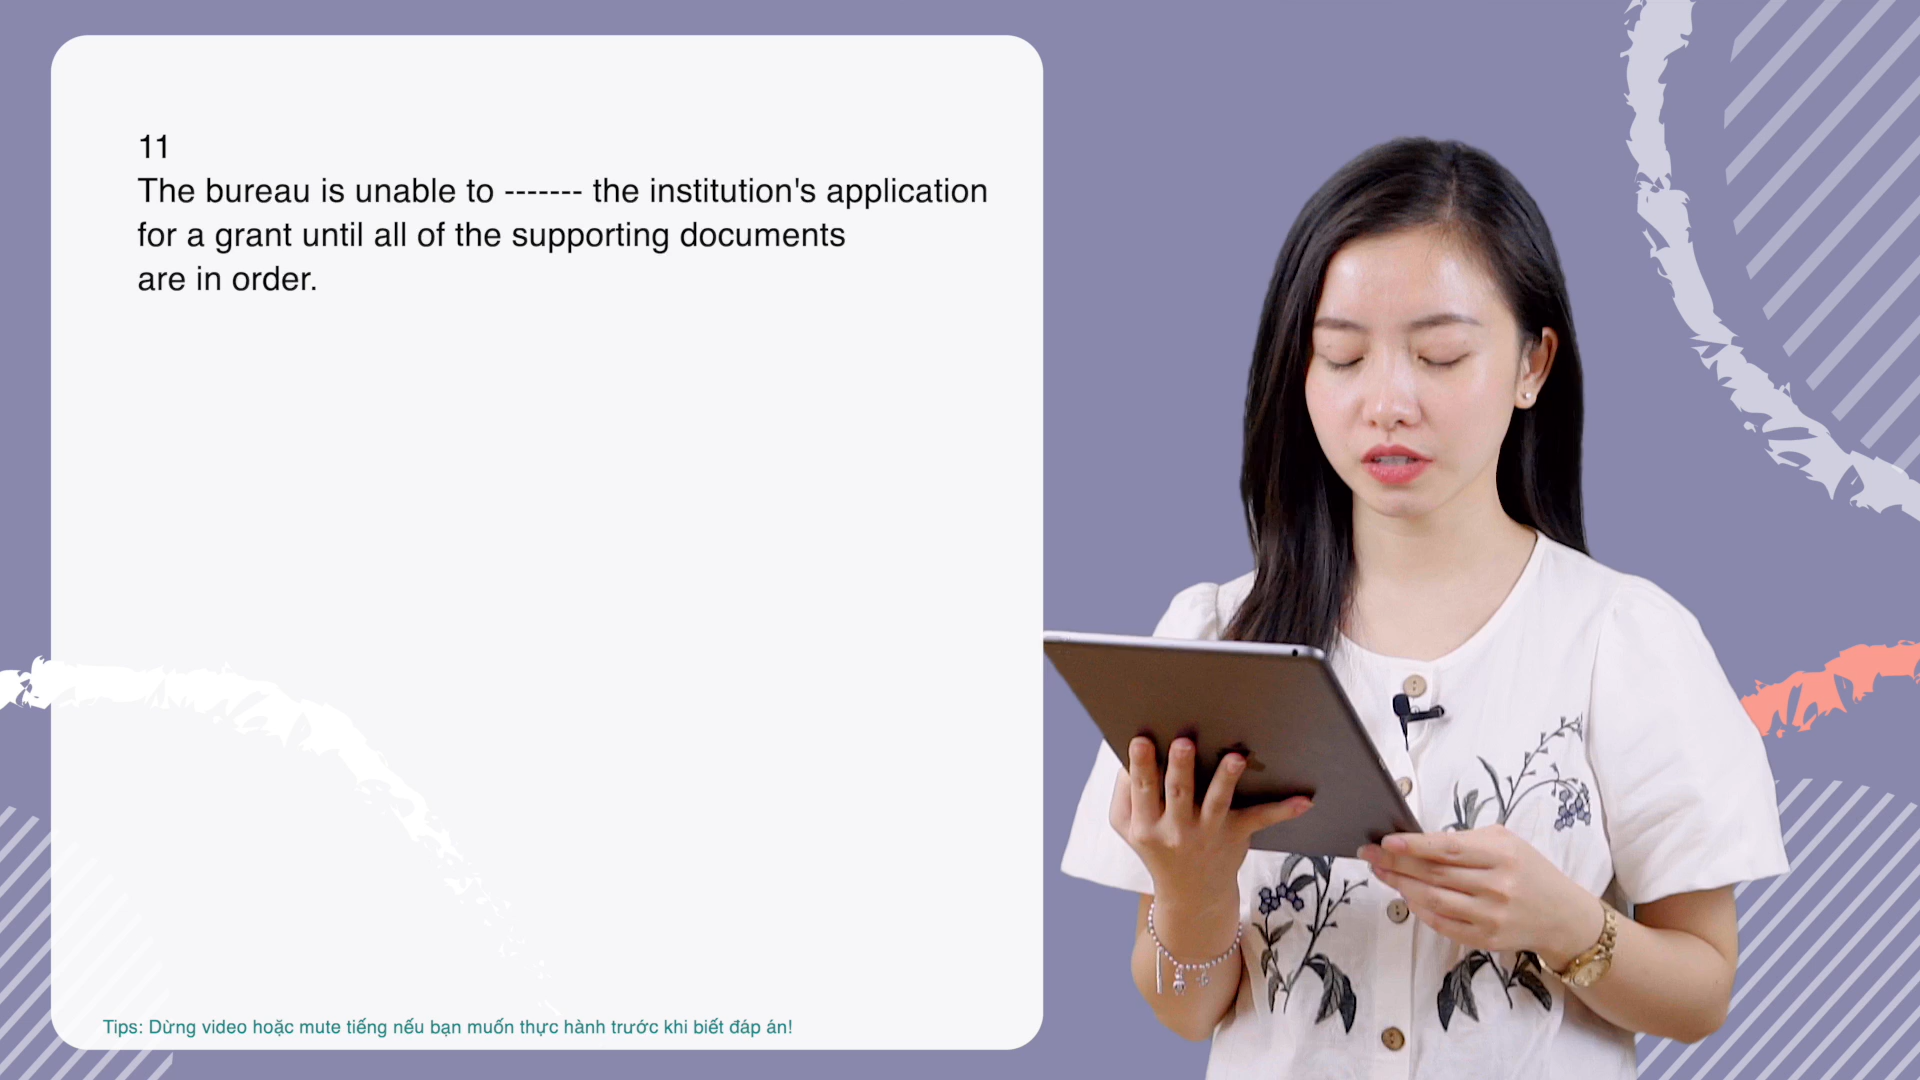 11
The bureau is unable to ------- the institution's application
for a grant until all of the supporting documents
are in order.
Tips: Dừng video hoặc mute tiếng nếu bạn muốn thực hành trước khi biết đáp án!